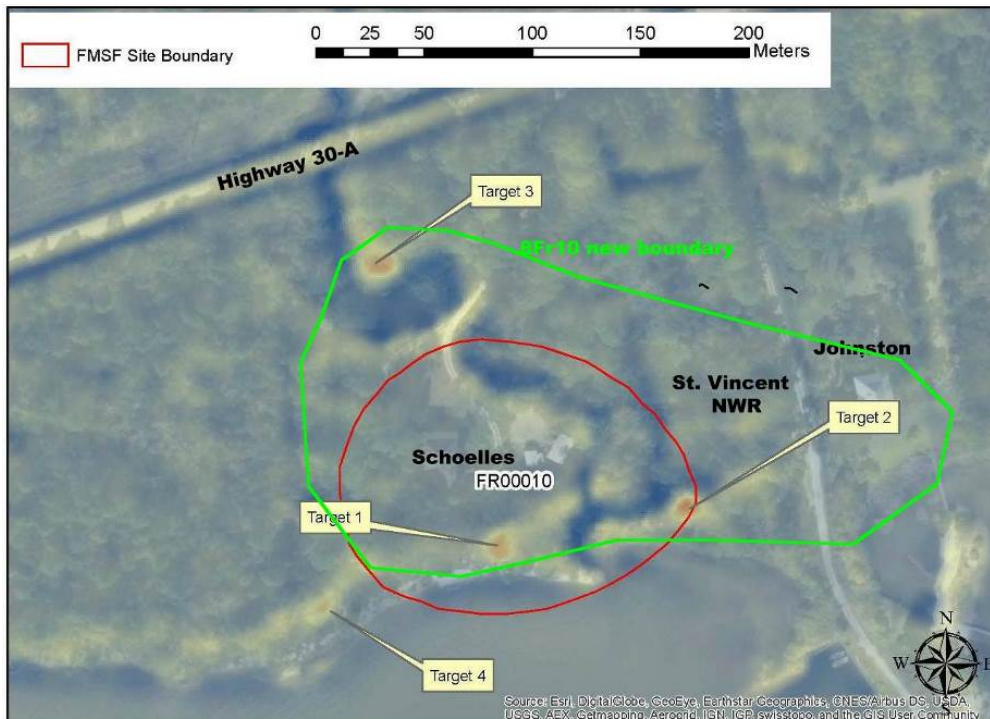 0 25 50 100 150 200
Meters
FMSF Site Boundary
Highway 30-A
Target 3
8Fr10 new boundary
Johnston
St. Vincent
NWR
Target 2
Schoelles
FR00010
Target 1
Target 4
N
W E
S
Source: Esri, DigitalGlobe, GeoEye, Earthstar Geographics, CNES/Airbus DS, USDA,
USGS, AEX, Getmapping, Aerogrid, IGN, IGP, swisstopo, and the GIS User Community